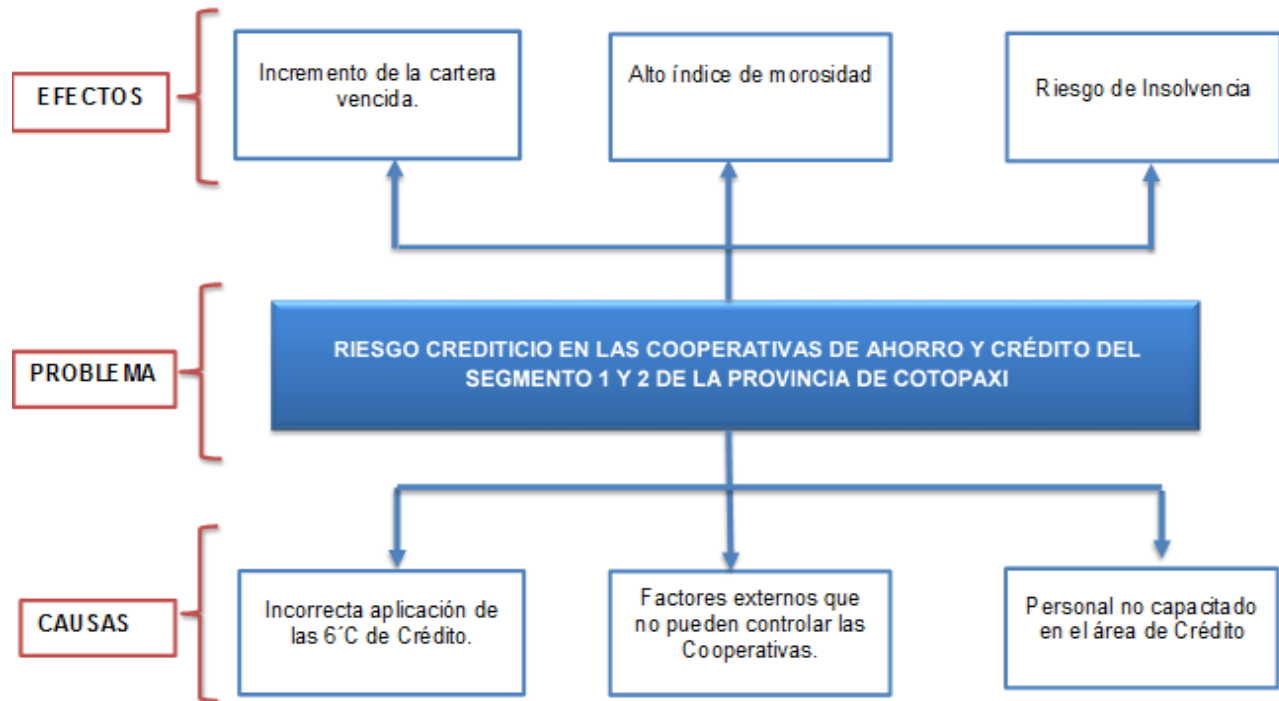 EFECTOS
Incremento de la cartera
vencida.
Alto índice de morosidad
Riesgo de Insolvencia
PROBLEMA
RIESGO CREDITICIO EN LAS COOPERATIVAS DE AHORRO Y CRÉDITO DEL
SEGMENTO 1 Y 2 DE LA PROVINCIA DE COTOPAXI
CAUSAS
Incorrecta aplicación de
las 6´C de Crédito.
Factores externos que
no pueden controlar las
Cooperativas.
Personal no capacitado
en el área de Crédito